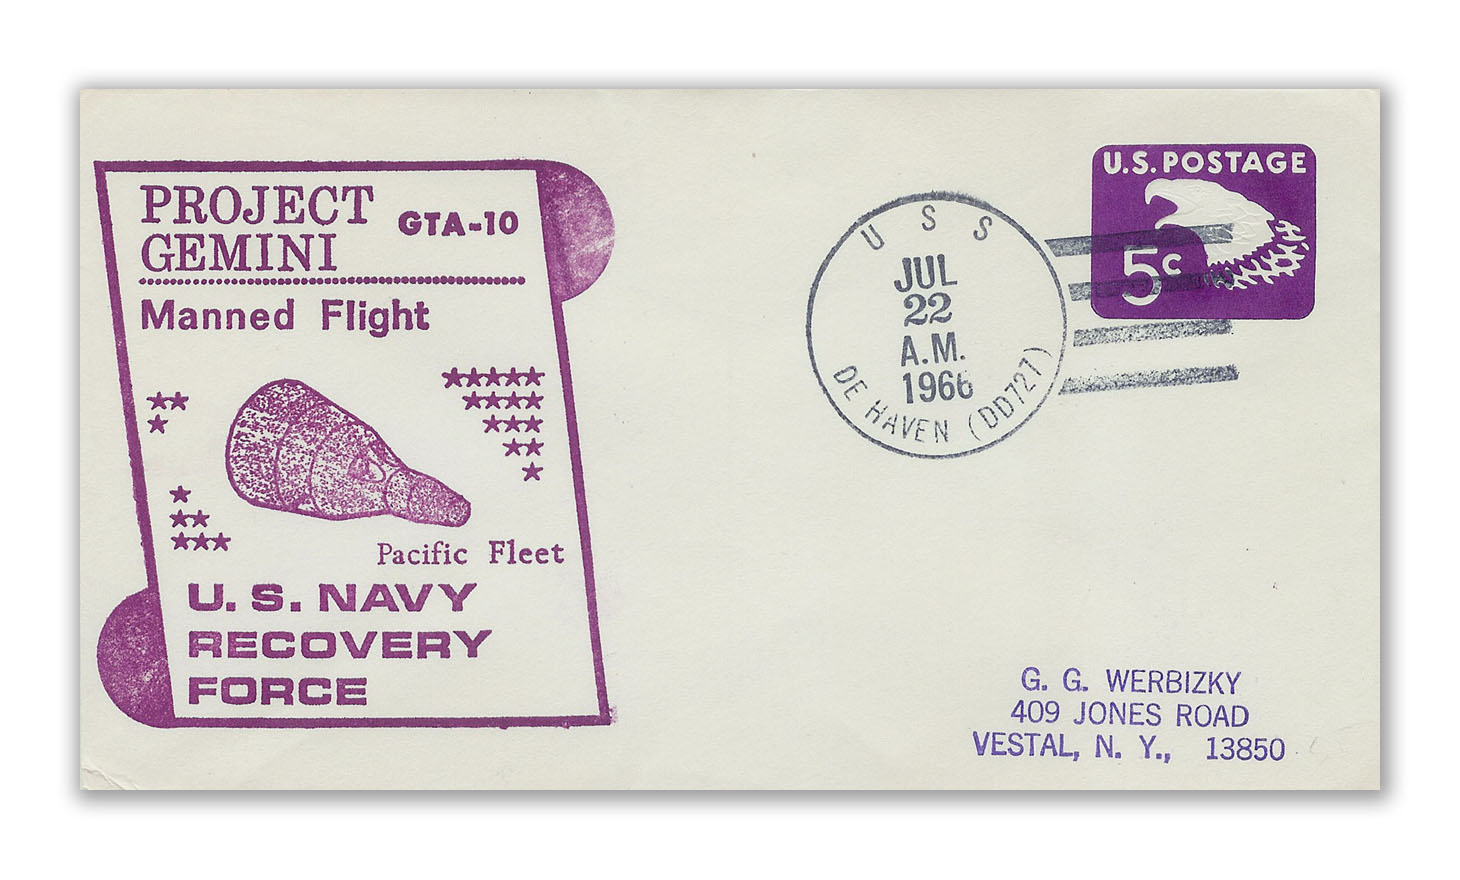 PROJECT
GEMINI
GTA-10
Manned Flight
Pacific Fleet
U. S. NAVY
RECOVERY
FORCE
USS
JUL
22
A.M.
1966
DE HAVEN (DD727)
U.S. POSTAGE
5c
G. G. WERBIZKY
409 JONES ROAD
VESTAL, N. Y., 13850